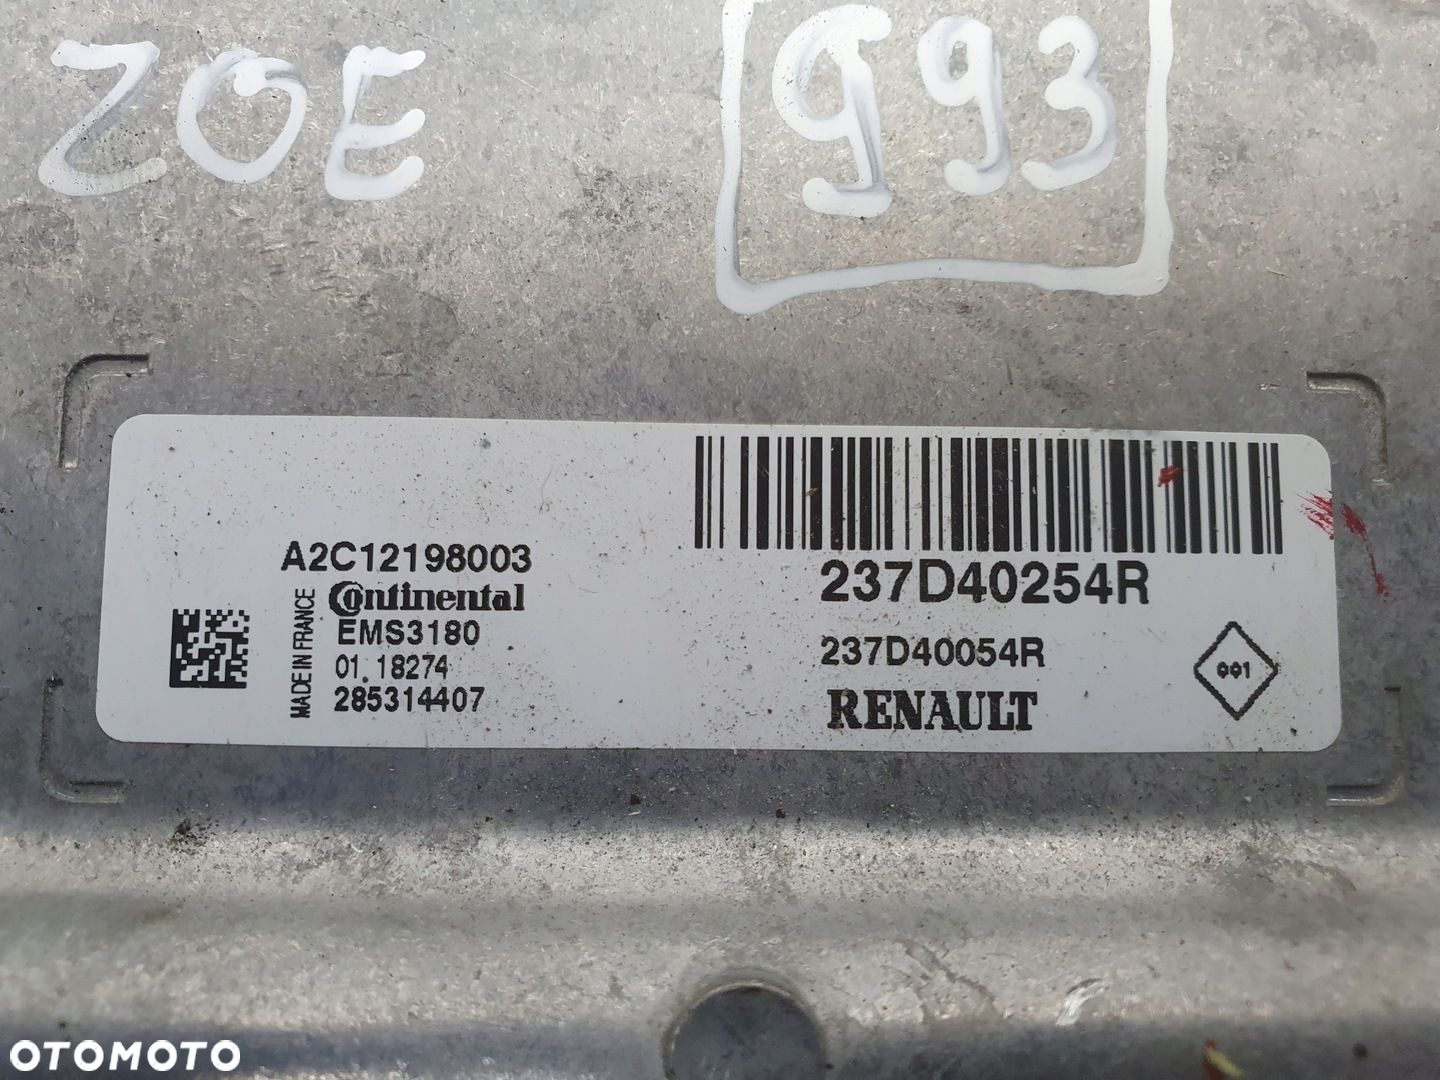 ZOE
993
A2C12198003
Continental
EMS3180
01.18274
285314407
MADE IN FRANCE
237D40254R
237D40054R
RENAULT
001
OTOMOTO